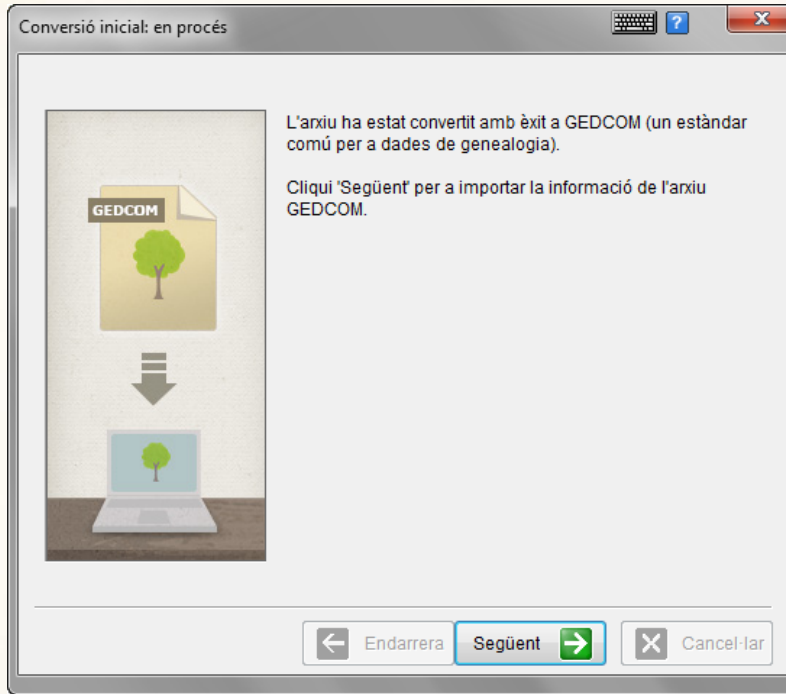 Conversió inicial: en procés
?
X
L'arxiu ha estat convertit amb èxit a GEDCOM (un estàndar
comú per a dades de genealogia).
Cliqui 'Següent' per a importar la informació de l'arxiu
GEDCOM.
GEDCOM
Endarrera
Següent
Cancel·lar